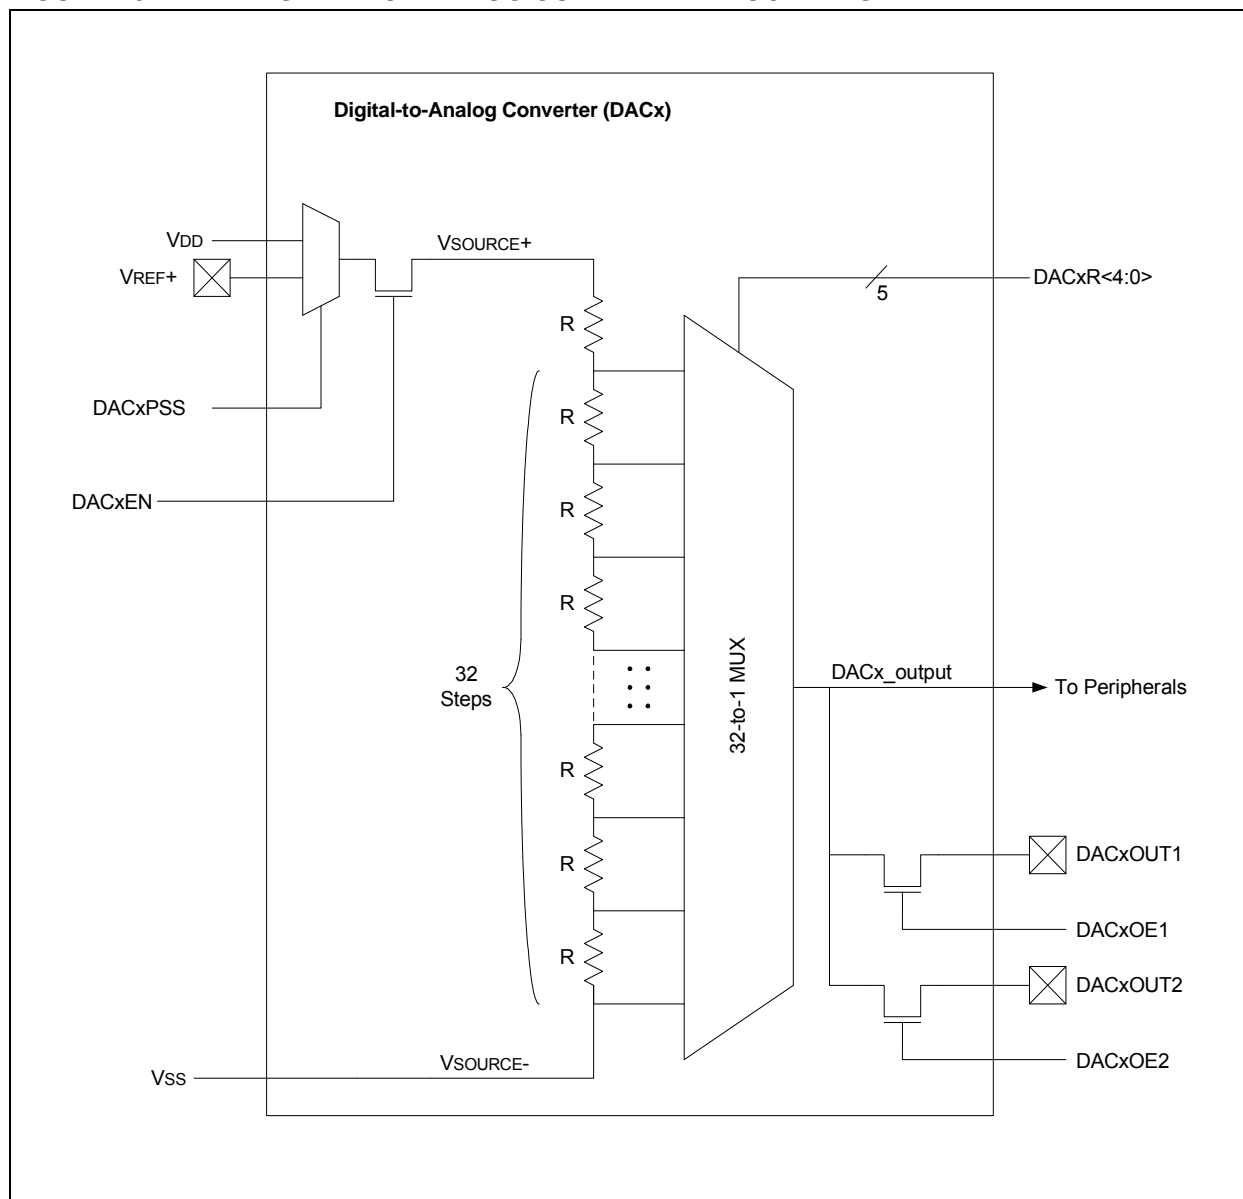 Digital-to-Analog Converter (DACx)
VDD
VSOURCE+
VREF+
DACxR<4:0>
5
R
DACxPSS
R
DACxEN
R
R
32
Steps
32-to-1 MUX
DACx_output
To Peripherals
R
R
DACxOUT1
DACxOE1
R
DACxOUT2
VSOURCE-
DACxOE2
VSS